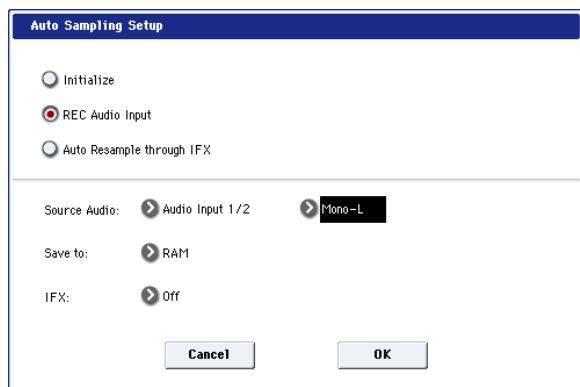 Auto Sampling Setup
Initialize
REC Audio Input
Auto Resample through IFX
Source Audio: Audio Input 1/2 Mono-L
Save to: RAM
IFX: Off
Cancel OK